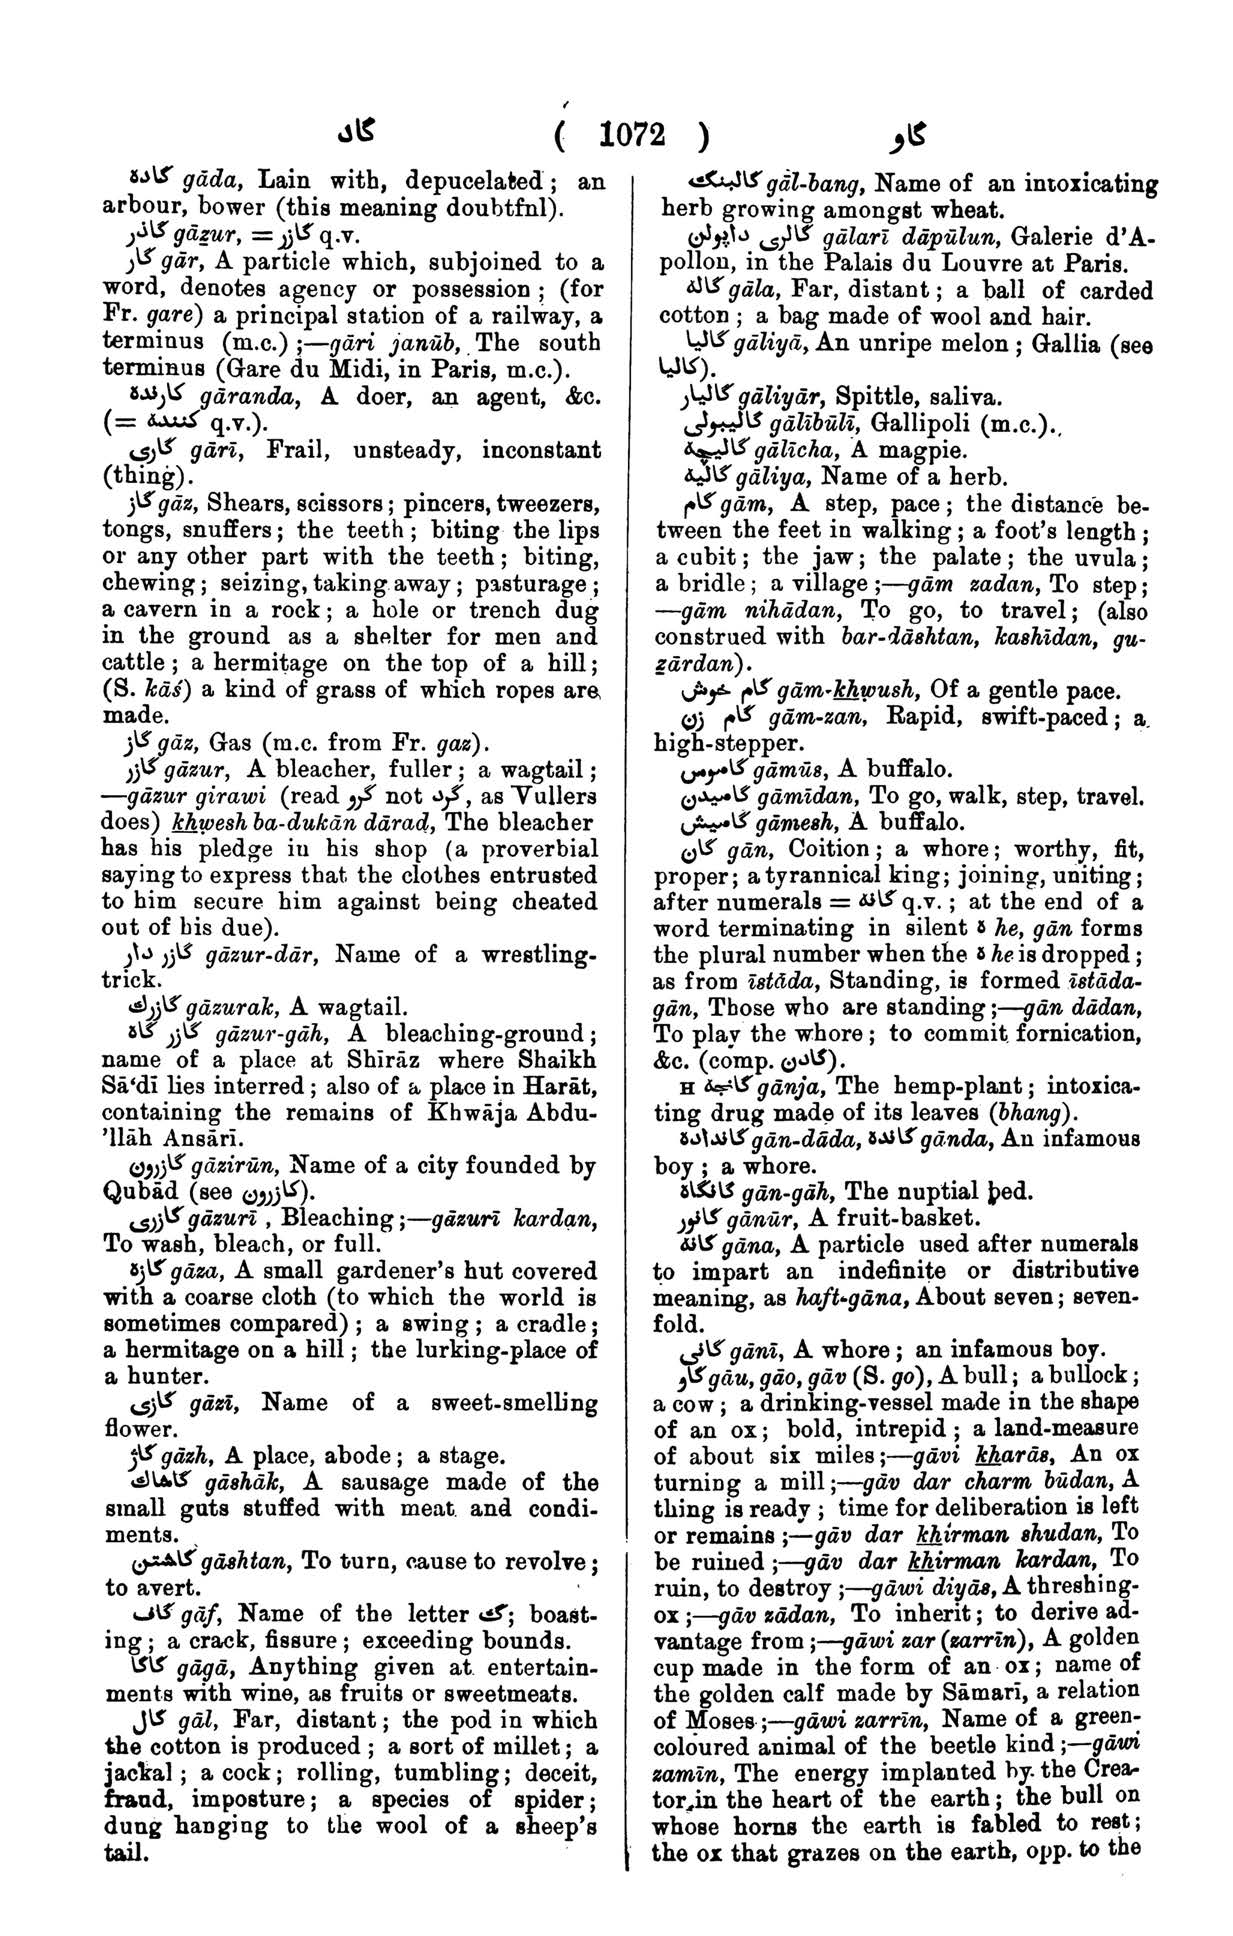 گاد ( 1072 ) گاو
گاده gāda, Lain with, depucelated; an
arbour, bower (this meaning doubtfnl).
گاذر gāẕur, = گازر q.v.
گار gār, A particle which, subjoined to a
word, denotes agency or possession; (for
Fr. gare) a principal station of a railway, a
terminus (m.c.);—gāri janūb, The south
terminus (Gare du Midi, in Paris, m.c.).
گارنده gāranda, A doer, an agent, &c.
(= کننده q.v.).
گاری gārī, Frail, unsteady, inconstant
(thing).
گاز gāz, Shears, scissors; pincers, tweezers,
tongs, snuffers; the teeth; biting the lips
or any other part with the teeth; biting,
chewing; seizing, taking away; pasturage;
a cavern in a rock; a hole or trench dug
in the ground as a shelter for men and
cattle; a hermitage on the top of a hill;
(S. kāś) a kind of grass of which ropes are
made.
گاز gāz, Gas (m.c. from Fr. gaz).
گازر gāzur, A bleacher, fuller; a wagtail;
—gāzur girawi (read گرو not گرد, as Vullers
does) khẉesh ba-dukān dārad, The bleacher
has his pledge in his shop (a proverbial
saying to express that the clothes entrusted
to him secure him against being cheated
out of his due).
گازر دار gāzur-dār, Name of a wrestling-
trick.
گازرك gāzurak, A wagtail.
گازر گاه gāzur-gāh, A bleaching-ground;
name of a place at Shīrāz where Shaikh
Sā‘dī lies interred; also of a place in Harāt,
containing the remains of Khwāja Abdu-
’llāh Ansārī.
گازرون gāzirūn, Name of a city founded by
Qubād (see کازرون).
گازری gāzurī, Bleaching;—gāzurī kardan,
To wash, bleach, or full.
گازه gāza, A small gardener's hut covered
with a coarse cloth (to which the world is
sometimes compared); a swing; a cradle;
a hermitage on a hill; the lurking-place of
a hunter.
گازی gāzī, Name of a sweet-smelling
flower.
گاژ gāzh, A place, abode; a stage.
گاشاك gāshāk, A sausage made of the
small guts stuffed with meat and condi-
ments.
گاشتن gāshtan, To turn, cause to revolve;
to avert.
گاف gāf, Name of the letter گ; boast-
ing; a crack, fissure; exceeding bounds.
گاگا gāgā, Anything given at entertain-
ments with wine, as fruits or sweetmeats.
گال gāl, Far, distant; the pod in which
the cotton is produced; a sort of millet; a
jackal; a cock; rolling, tumbling; deceit,
fraud, imposture; a species of spider;
dung hanging to the wool of a sheep's
tail.
گالبنگ gāl-bang, Name of an intoxicating
herb growing amongst wheat.
گالری داپولن gālarī dāpūlun, Galerie d'A-
pollon, in the Palais du Louvre at Paris.
گاله gāla, Far, distant; a ball of carded
cotton; a bag made of wool and hair.
گالیا gāliyā, An unripe melon; Gallia (see
کالیا).
گالیار gāliyār, Spittle, saliva.
گالیبولی gālībūlī, Gallipoli (m.c.).
گالیچه gālīcha, A magpie.
گالیه gāliya, Name of a herb.
گام gām, A step, pace; the distance be-
tween the feet in walking; a foot's length;
a cubit; the jaw; the palate; the uvula;
a bridle; a village;—gām zadan, To step;
—gām nihādan, To go, to travel; (also
construed with bar-dāshtan, kashīdan, gu-
ẕārdan).
گام خوش gām-khẉush, Of a gentle pace.
گام زن gām-zan, Rapid, swift-paced; a
high-stepper.
گاموس gāmūs, A buffalo.
گامیدن gāmīdan, To go, walk, step, travel.
گامیش gāmesh, A buffalo.
گان gān, Coition; a whore; worthy, fit,
proper; a tyrannical king; joining, uniting;
after numerals = گانه q.v.; at the end of a
word terminating in silent ه he, gān forms
the plural number when the ه he is dropped;
as from īstāda, Standing, is formed īstāda-
gān, Those who are standing;—gān dādan,
To play the whore; to commit fornication,
&c. (comp. گادن).
H گانجه gānja, The hemp-plant; intoxica-
ting drug made of its leaves (bhang).
گانداده gān-dāda, گانده gānda, An infamous
boy; a whore.
گانگاه gān-gāh, The nuptial bed.
گانور gānūr, A fruit-basket.
گانه gāna, A particle used after numerals
to impart an indefinite or distributive
meaning, as haft-gāna, About seven; seven-
fold.
گانی gānī, A whore; an infamous boy.
گاو gāu, gāo, gāv (S. go), A bull; a bullock;
a cow; a drinking-vessel made in the shape
of an ox; bold, intrepid; a land-measure
of about six miles;—gāvi kharās, An ox
turning a mill;—gāv dar charm būdan, A
thing is ready; time for deliberation is left
or remains;—gāv dar khirman shudan, To
be ruined;—gāv dar khirman kardan, To
ruin, to destroy;—gāwi diyās, A threshing-
ox;—gāv zādan, To inherit; to derive ad-
vantage from;—gāwi zar (zarrīn), A golden
cup made in the form of an ox; name of
the golden calf made by Sāmarī, a relation
of Moses;—gāwi zarrīn, Name of a green-
coloured animal of the beetle kind;—gāwi
zamīn, The energy implanted by the Crea-
tor in the heart of the earth; the bull on
whose horns the earth is fabled to rest;
the ox that grazes on the earth, opp. to the